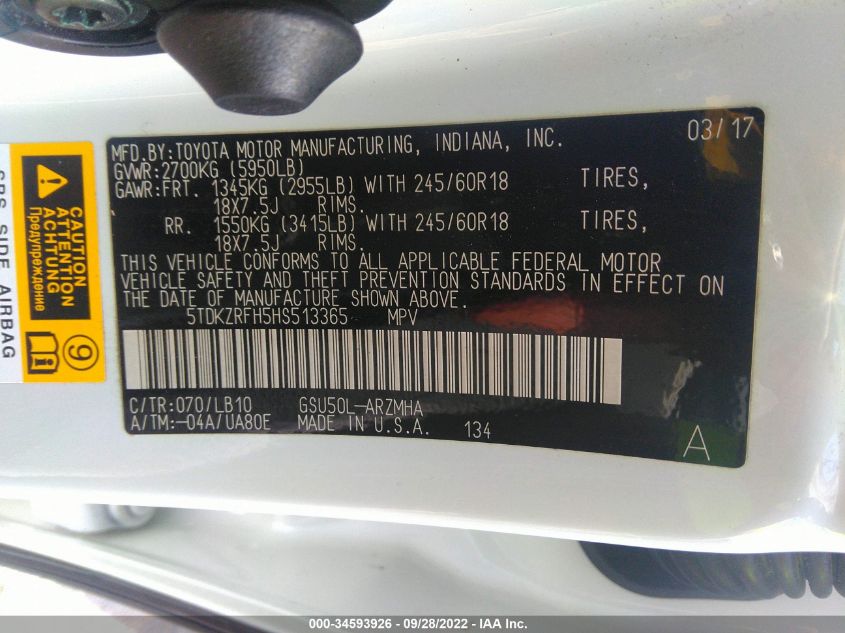 MFD.BY:TOYOTA MOTOR MANUFACTURING, INDIANA, INC. 03/17
GVWR:2700KG (5950LB)
GAWR:FRT. 1345KG (2955LB) WITH 245/60R18 TIRES,
18X7.5J RIMS.
RR. 1550KG (3415LB) WITH 245/60R18 TIRES,
18X7.5J RIMS.
THIS VEHICLE CONFORMS TO ALL APPLICABLE FEDERAL MOTOR
VEHICLE SAFETY AND THEFT PREVENTION STANDARDS IN EFFECT ON
THE DATE OF MANUFACTURE SHOWN ABOVE.
5TDKZRFH5HS513365 MPV
C/TR:070/LB10 GSU50L-ARZMHA
A/TM:-04A/UA80E MADE IN U.S.A. 134
A
CAUTION
ATTENTION
ACHTUNG
Предупреждение
9
SRS SIDE AIRBAG
000-34593926 - 09/28/2022 - IAA Inc.